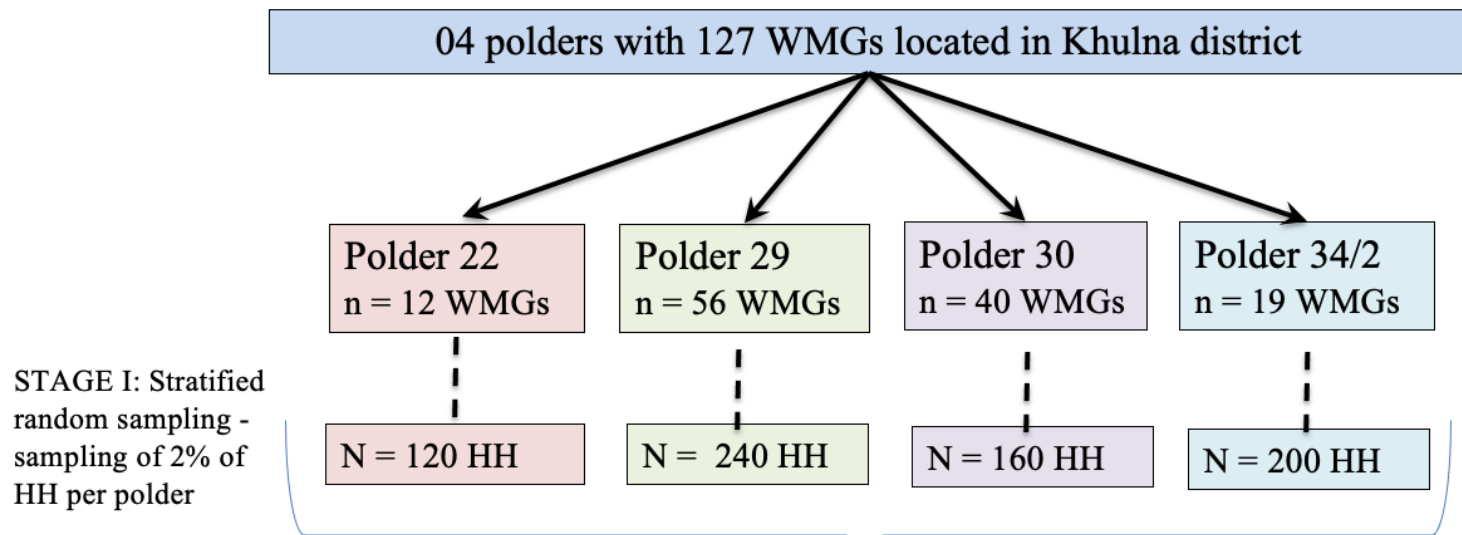 04 polders with 127 WMGs located in Khulna district
Polder 22
n = 12 WMGs
Polder 29
n = 56 WMGs
Polder 30
n = 40 WMGs
Polder 34/2
n = 19 WMGs
STAGE I: Stratified
random sampling -
sampling of 2% of
HH per polder
N = 120 HH
N = 240 HH
N = 160 HH
N = 200 HH